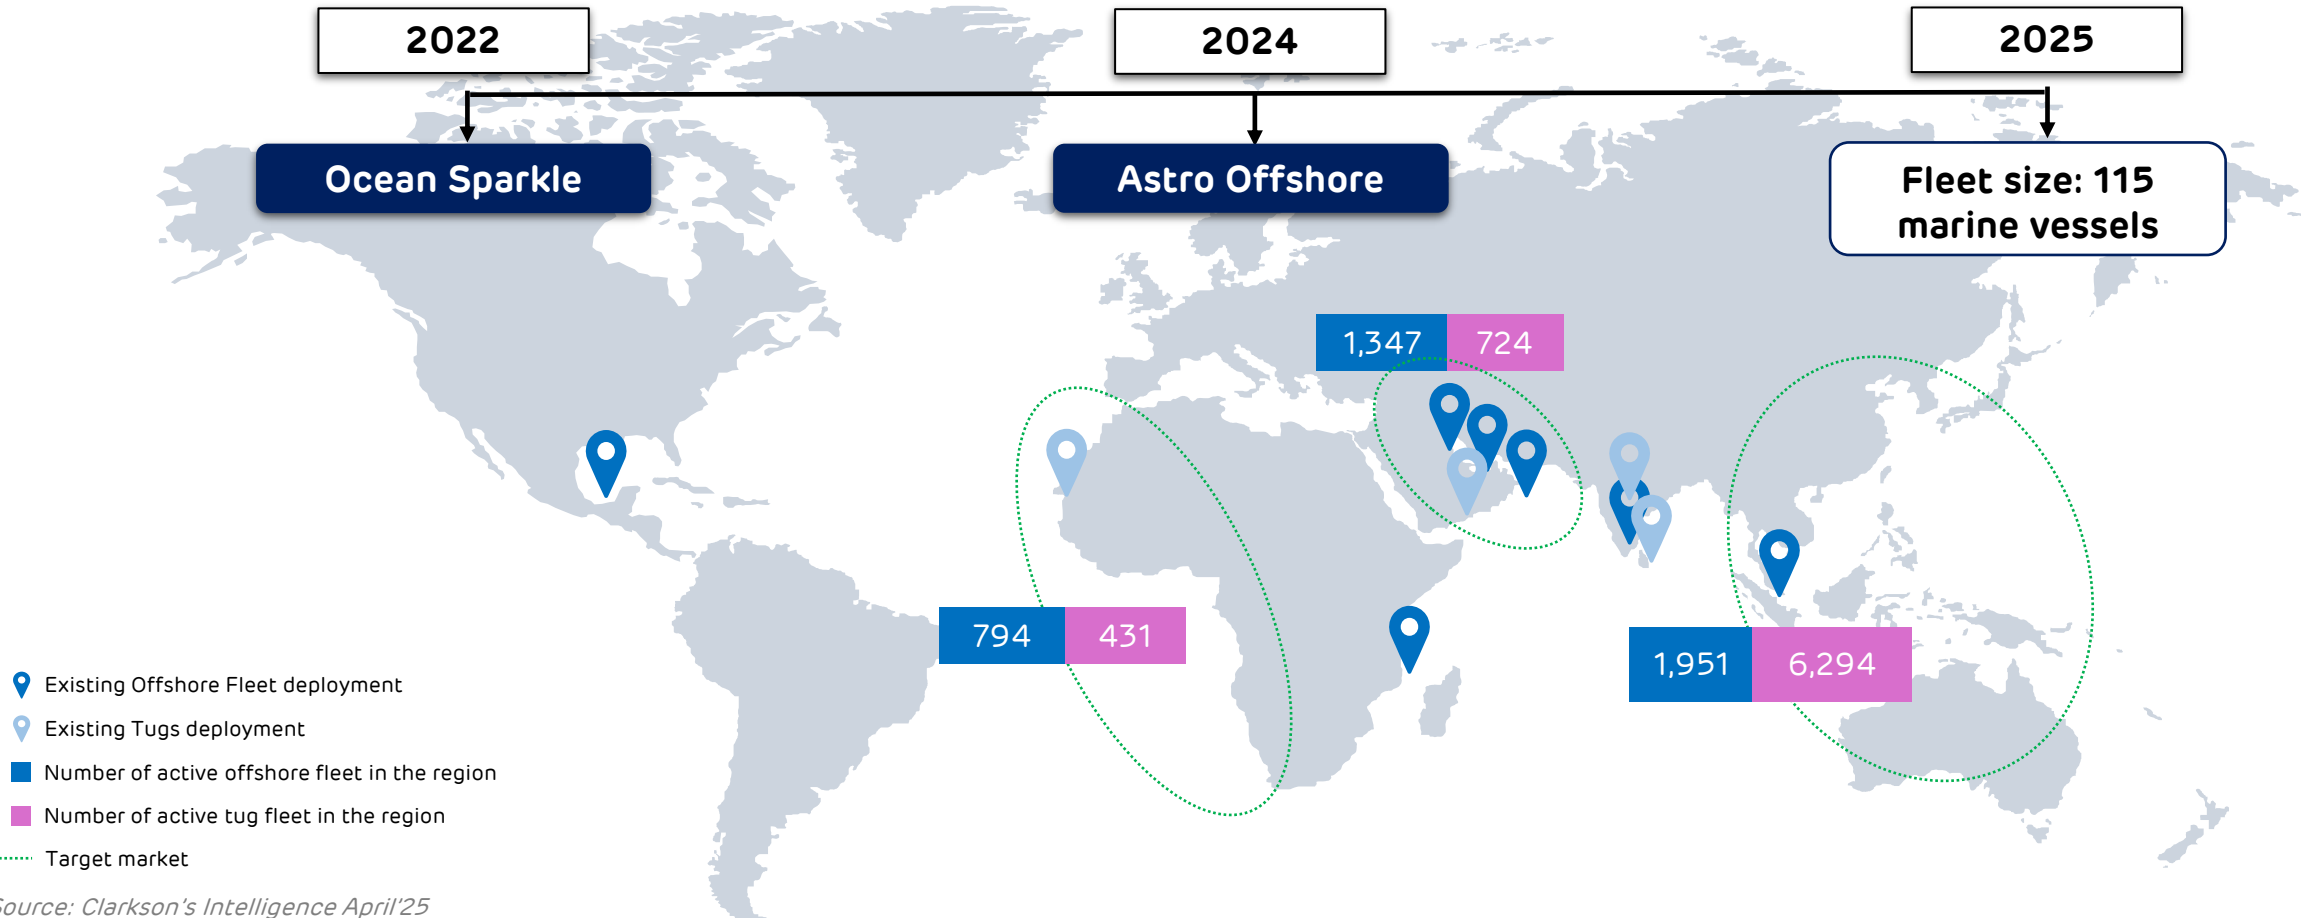 2022
2024
2025
Ocean Sparkle
Astro Offshore
Fleet size: 115
marine vessels
1,347
724
794
431
1,951
6,294
Existing Offshore Fleet deployment
Existing Tugs deployment
Number of active offshore fleet in the region
Number of active tug fleet in the region
Target market
Source: Clarkson's Intelligence April'25